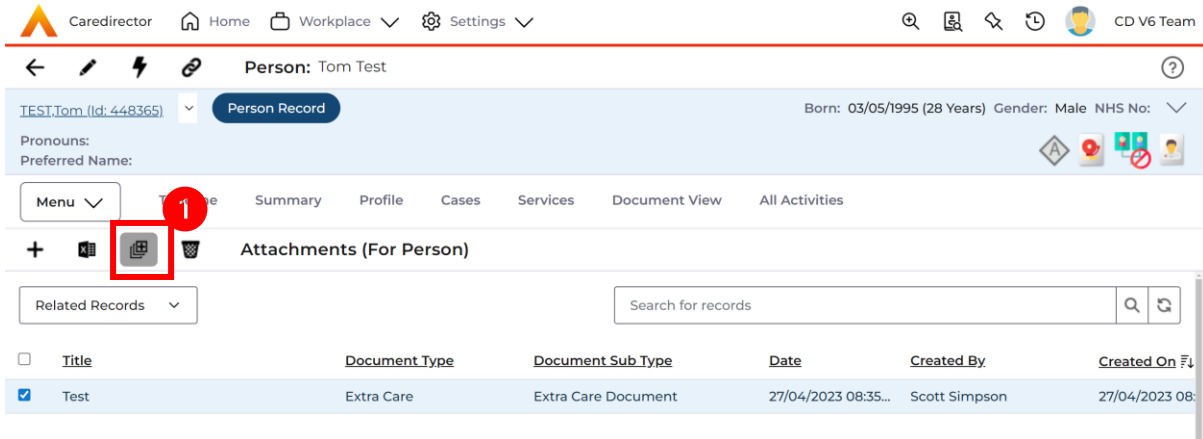 Caredirector Home Workplace Settings CD V6 Team
Person: Tom Test
TEST,Tom (Id: 448365) Person Record Born: 03/05/1995 (28 Years) Gender: Male NHS No:
Pronouns:
Preferred Name:
A
Menu Summary Profile Cases Services Document View All Activities
1
Attachments (For Person)
Related Records Search for records
Title Document Type Document Sub Type Date Created By Created On
Test Extra Care Extra Care Document 27/04/2023 08:35... Scott Simpson 27/04/2023 08: